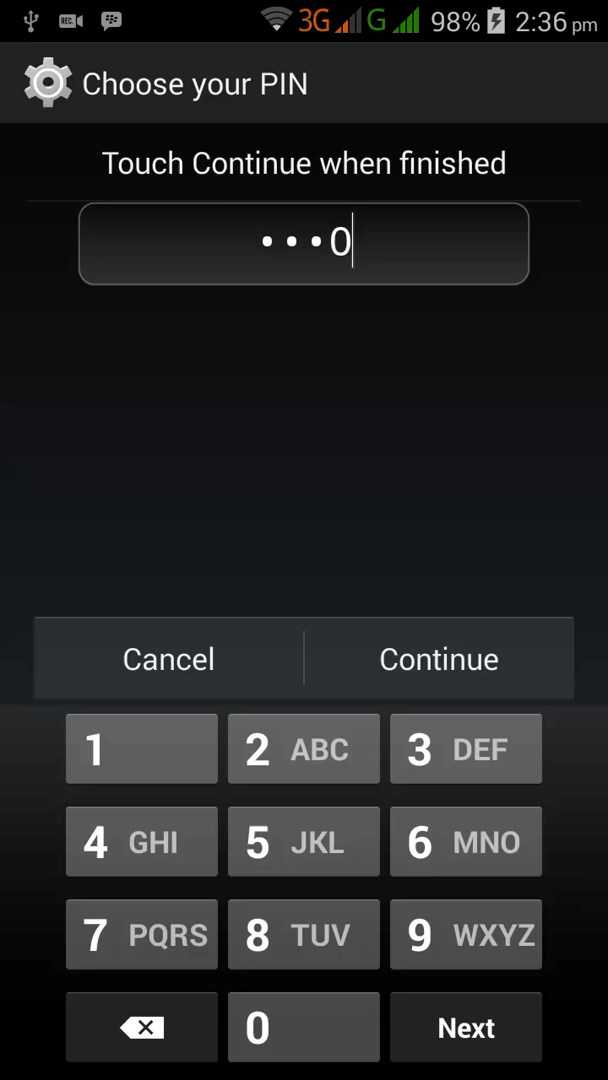 REC
3G G 98% 2:36 pm
Choose your PIN
Touch Continue when finished
•••0
Cancel Continue
1 2 ABC 3 DEF
4 GHI 5 JKL 6 MNO
7 PQRS 8 TUV 9 WXYZ
0 Next